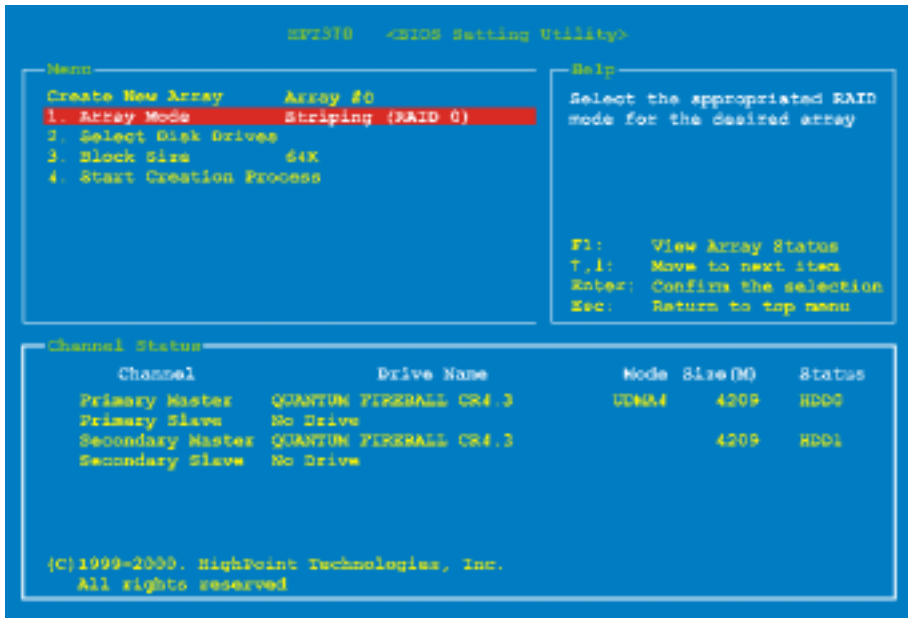 HPT370 <BIOS Setting Utility>
Menu
Create New Array Array #0
1. Array Mode Striping (RAID 0)
2. Select Disk Drives
3. Block Size 64K
4. Start Creation Process
Help
Select the appropriated RAID
mode for the desired array
F1: View Array Status
↑,↓: Move to next item
Enter: Confirm the selection
Esc: Return to top menu
Channel Status
Channel Drive Name Mode Size(M) Status
Primary Master QUANTUM FIREBALL CR4.3 UDMA4 4209 HDD0
Primary Slave No Drive
Secondary Master QUANTUM FIREBALL CR4.3 4209 HDD1
Secondary Slave No Drive
(C)1999-2000. HighPoint Technologies, Inc.
All rights reserved